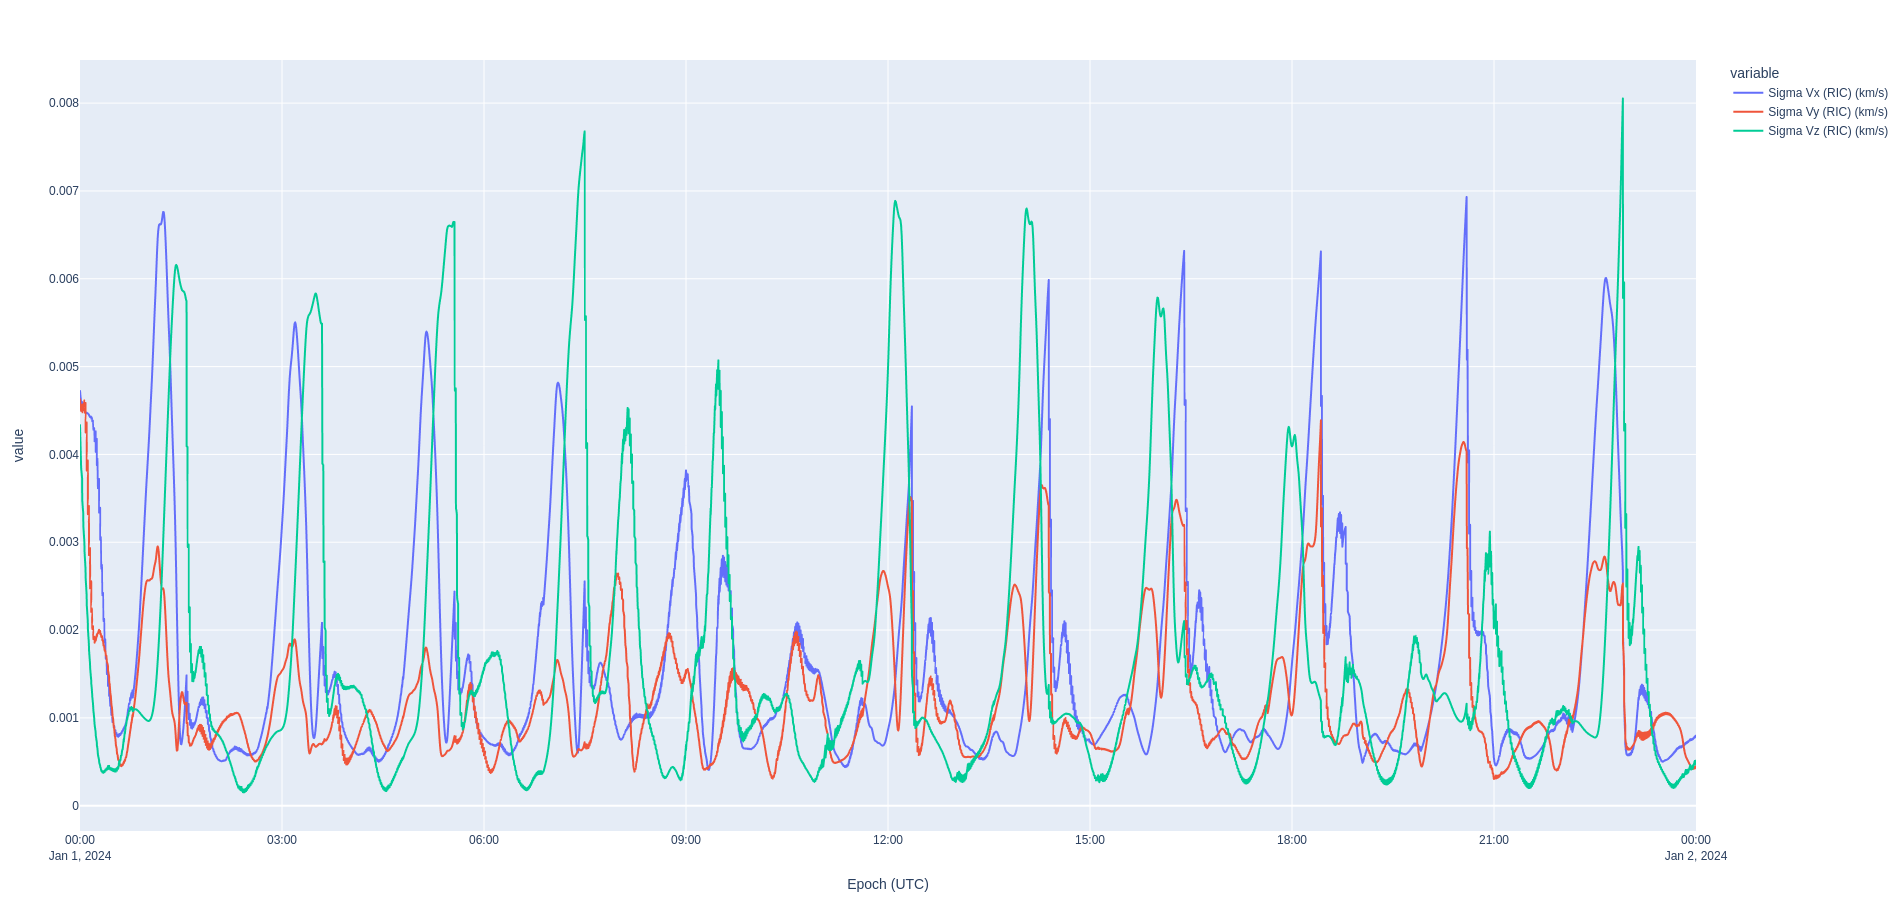 variable
Sigma Vx (RIC) (km/s)
Sigma Vy (RIC) (km/s)
Sigma Vz (RIC) (km/s)
value
0.008
0.007
0.006
0.005
0.004
0.003
0.002
0.001
0
00:00 03:00 06:00 09:00 12:00 15:00 18:00 21:00 00:00
Jan 1, 2024 Jan 2, 2024
Epoch (UTC)